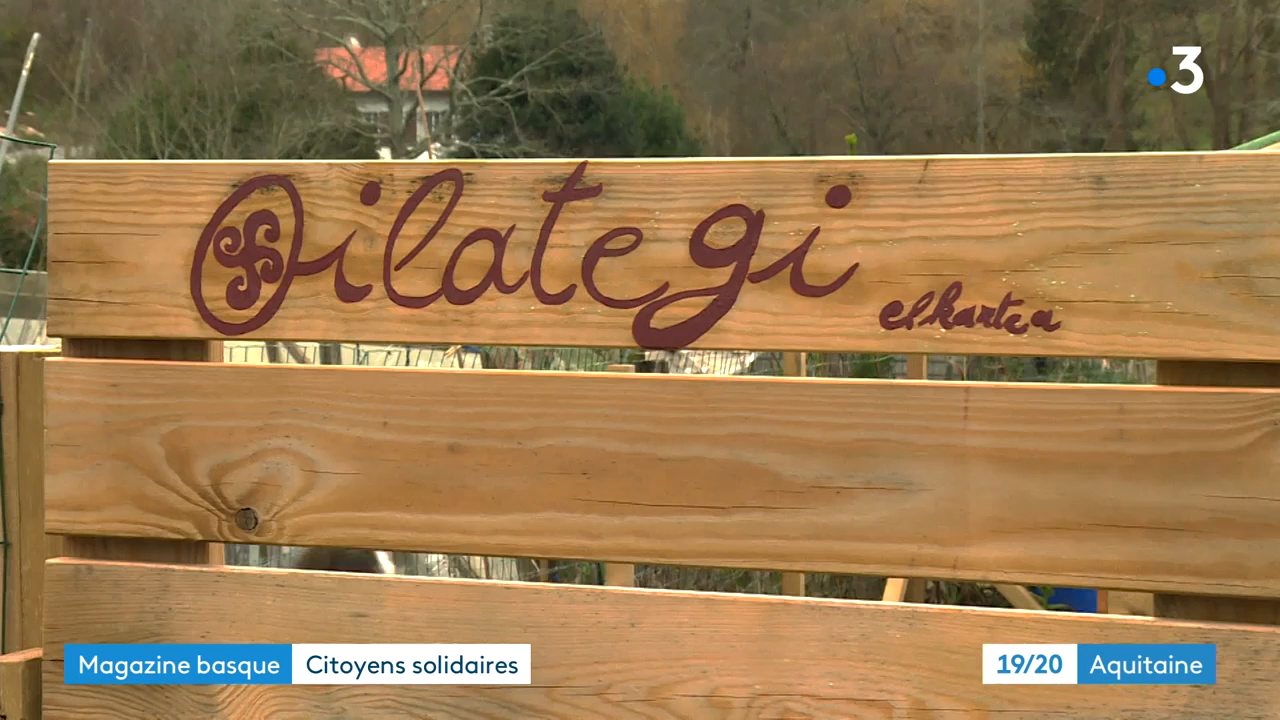 3
Oilategi
elkartea
Magazine basque Citoyens solidaires
19/20 Aquitaine